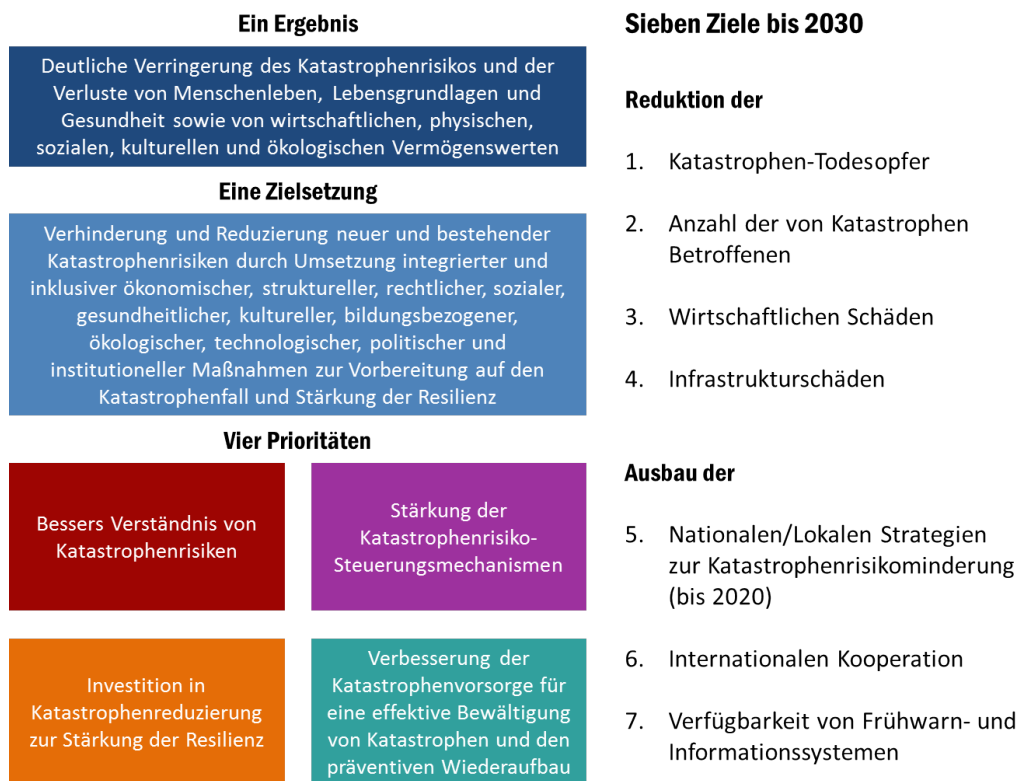 Ein Ergebnis
Deutliche Verringerung des Katastrophenrisikos und der
Verluste von Menschenleben, Lebensgrundlagen und
Gesundheit sowie von wirtschaftlichen, physischen,
sozialen, kulturellen und ökologischen Vermögenswerten
Eine Zielsetzung
Verhinderung und Reduzierung neuer und bestehender
Katastrophenrisiken durch Umsetzung integrierter und
inklusiver ökonomischer, struktureller, rechtlicher, sozialer,
gesundheitlicher, kultureller, bildungsbezogener,
ökologischer, technologischer, politischer und
institutioneller Maßnahmen zur Vorbereitung auf den
Katastrophenfall und Stärkung der Resilienz
Vier Prioritäten
Bessers Verständnis von
Katastrophenrisiken
Stärkung der
Katastrophenrisiko-
Steuerungsmechanismen
Investition in
Katastrophenreduzierung
zur Stärkung der Resilienz
Verbesserung der
Katastrophenvorsorge für
eine effektive Bewältigung
von Katastrophen und den
präventiven Wiederaufbau
Sieben Ziele bis 2030
Reduktion der
1. Katastrophen-Todesopfer
2. Anzahl der von Katastrophen
Betroffenen
3. Wirtschaftlichen Schäden
4. Infrastrukturschäden
Ausbau der
5. Nationalen/Lokalen Strategien
zur Katastrophenrisikominderung
(bis 2020)
6. Internationalen Kooperation
7. Verfügbarkeit von Frühwarn- und
Informationssystemen